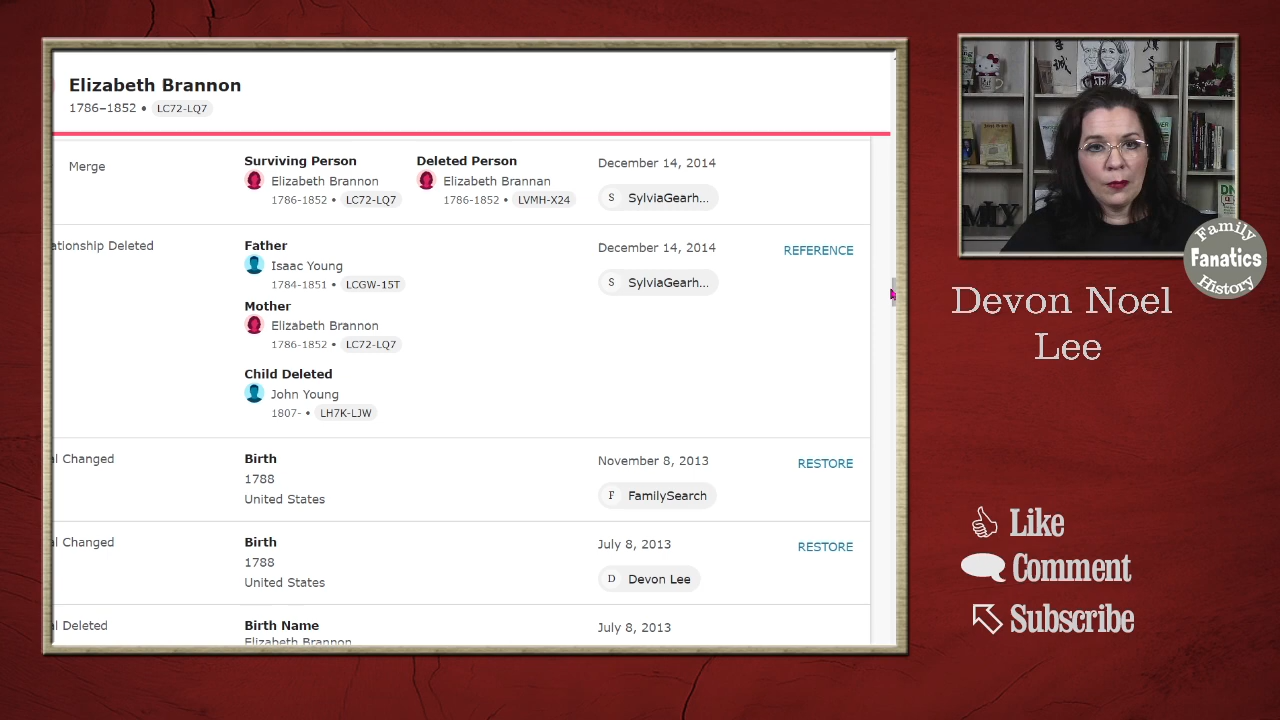 Elizabeth Brannon
1786–1852 • LC72-LQ7
Merge
Surviving Person
Elizabeth Brannon
1786-1852 • LC72-LQ7
Deleted Person
Elizabeth Brannan
1786-1852 • LVMH-X24
December 14, 2014
S SylviaGearh...
ationship Deleted
Father
Isaac Young
1784-1851 • LCGW-15T
Mother
Elizabeth Brannon
1786-1852 • LC72-LQ7
Child Deleted
John Young
1807- • LH7K-LJW
December 14, 2014
S SylviaGearh...
REFERENCE
l Changed
Birth
1788
United States
November 8, 2013
F FamilySearch
RESTORE
l Changed
Birth
1788
United States
July 8, 2013
D Devon Lee
RESTORE
l Deleted
Birth Name
Elizabeth Brannon
July 8, 2013
Family
Fanatics
History
Devon Noel
Lee
Like
Comment
Subscribe